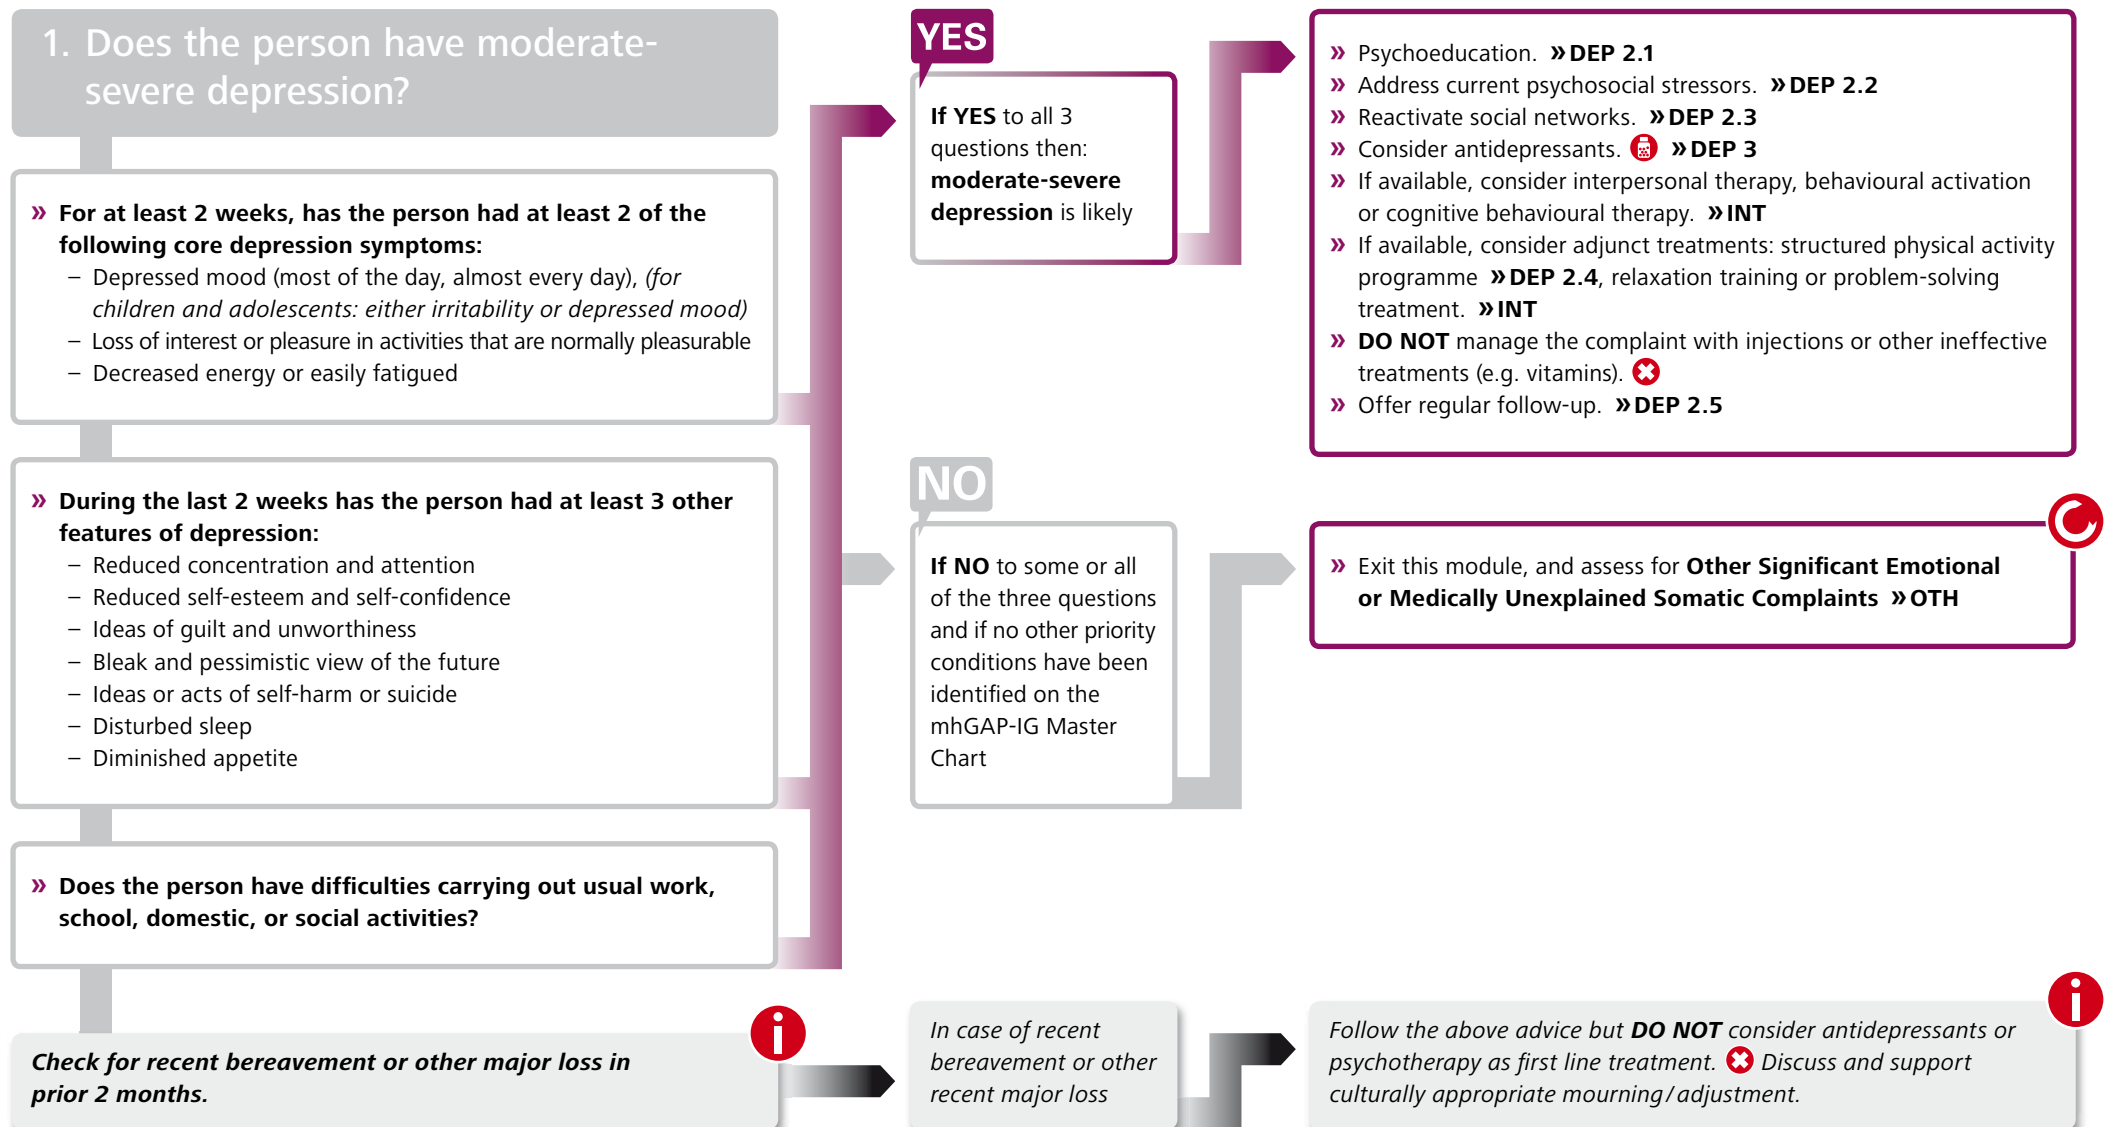 1. Does the person have moderate-
severe depression?
» For at least 2 weeks, has the person had at least 2 of the
following core depression symptoms:
– Depressed mood (most of the day, almost every day), (for
children and adolescents: either irritability or depressed mood)
– Loss of interest or pleasure in activities that are normally pleasurable
– Decreased energy or easily fatigued
» During the last 2 weeks has the person had at least 3 other
features of depression:
– Reduced concentration and attention
– Reduced self-esteem and self-confidence
– Ideas of guilt and unworthiness
– Bleak and pessimistic view of the future
– Ideas or acts of self-harm or suicide
– Disturbed sleep
– Diminished appetite
» Does the person have difficulties carrying out usual work,
school, domestic, or social activities?
Check for recent bereavement or other major loss in
prior 2 months.
YES
If YES to all 3
questions then:
moderate-severe
depression is likely
NO
If NO to some or all
of the three questions
and if no other priority
conditions have been
identified on the
mhGAP-IG Master
Chart
In case of recent
bereavement or other
recent major loss
» Psychoeducation. » DEP 2.1
» Address current psychosocial stressors. » DEP 2.2
» Reactivate social networks. » DEP 2.3
» Consider antidepressants. » DEP 3
» If available, consider interpersonal therapy, behavioural activation
or cognitive behavioural therapy. » INT
» If available, consider adjunct treatments: structured physical activity
programme » DEP 2.4, relaxation training or problem-solving
treatment. » INT
» DO NOT manage the complaint with injections or other ineffective
treatments (e.g. vitamins).
» Offer regular follow-up. » DEP 2.5
» Exit this module, and assess for Other Significant Emotional
or Medically Unexplained Somatic Complaints » OTH
Follow the above advice but DO NOT consider antidepressants or
psychotherapy as first line treatment. Discuss and support
culturally appropriate mourning/adjustment.